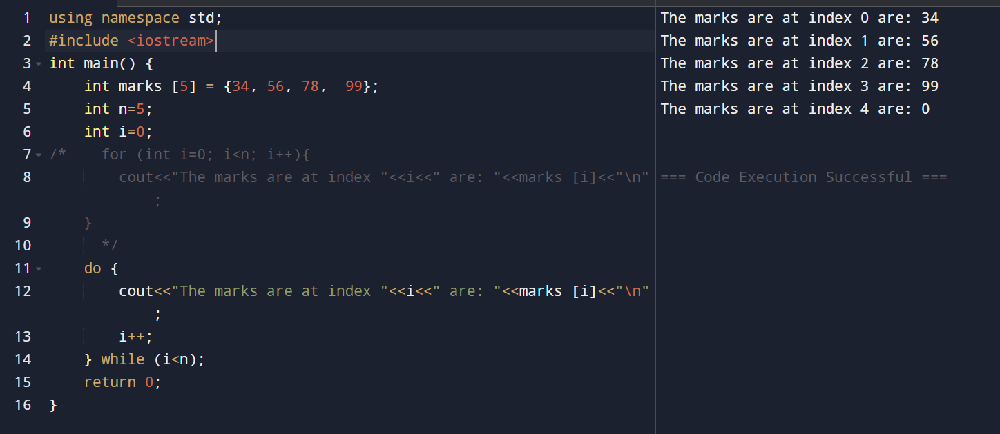 1 using namespace std;
2 #include <iostream>
3 int main() {
4     int marks [5] = {34, 56, 78,  99};
5     int n=5;
6     int i=0;
7 /*    for (int i=0; i<n; i++){
8         cout<<"The marks are at index "<<i<<" are: "<<marks [i]<<"\n"
;
9     }
10       */
11     do {
12         cout<<"The marks are at index "<<i<<" are: "<<marks [i]<<"\n"
;
13         i++;
14     } while (i<n);
15     return 0;
16 }
The marks are at index 0 are: 34
The marks are at index 1 are: 56
The marks are at index 2 are: 78
The marks are at index 3 are: 99
The marks are at index 4 are: 0
=== Code Execution Successful ===